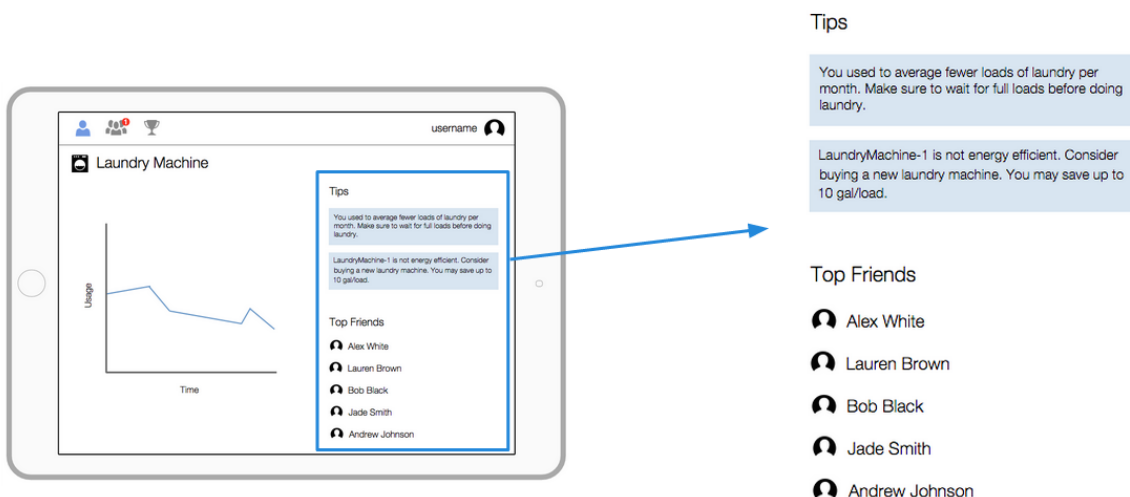 1
username
Laundry Machine
Usage
Time
Tips
You used to average fewer loads of laundry per
month. Make sure to wait for full loads before doing
laundry.
LaundryMachine-1 is not energy efficient. Consider
buying a new laundry machine. You may save up to
10 gal/load.
Top Friends
Alex White
Lauren Brown
Bob Black
Jade Smith
Andrew Johnson
Tips
You used to average fewer loads of laundry per
month. Make sure to wait for full loads before doing
laundry.
LaundryMachine-1 is not energy efficient. Consider
buying a new laundry machine. You may save up to
10 gal/load.
Top Friends
Alex White
Lauren Brown
Bob Black
Jade Smith
Andrew Johnson